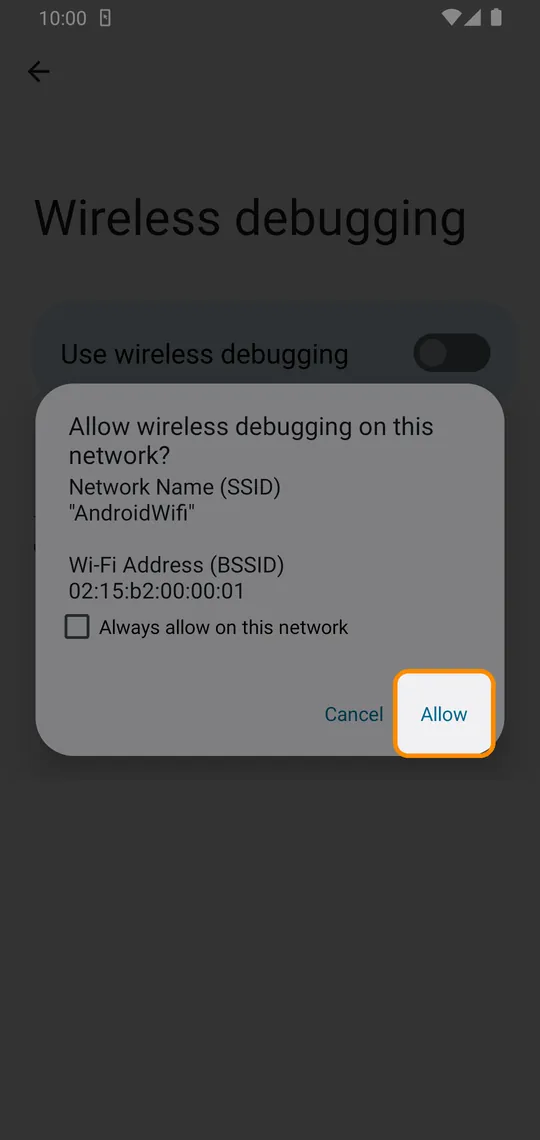 10:00
Wireless debugging
Use wireless debugging
Allow wireless debugging on this
network?
Network Name (SSID)
"AndroidWifi"
Wi-Fi Address (BSSID)
02:15:b2:00:00:01
Always allow on this network
Cancel Allow